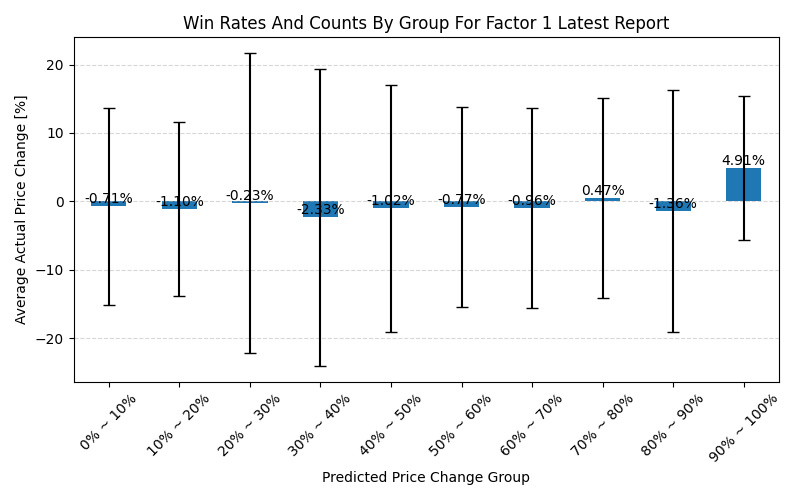 Win Rates And Counts By Group For Factor 1 Latest Report
Average Actual Price Change [%]
20
10
0
−10
−20
-0.71%
-1.10%
-0.23%
-2.33%
-1.02%
-0.77%
-0.96%
0.47%
-1.36%
4.91%
0% ~ 10%
10% ~ 20%
20% ~ 30%
30% ~ 40%
40% ~ 50%
50% ~ 60%
60% ~ 70%
70% ~ 80%
80% ~ 90%
90% ~ 100%
Predicted Price Change Group